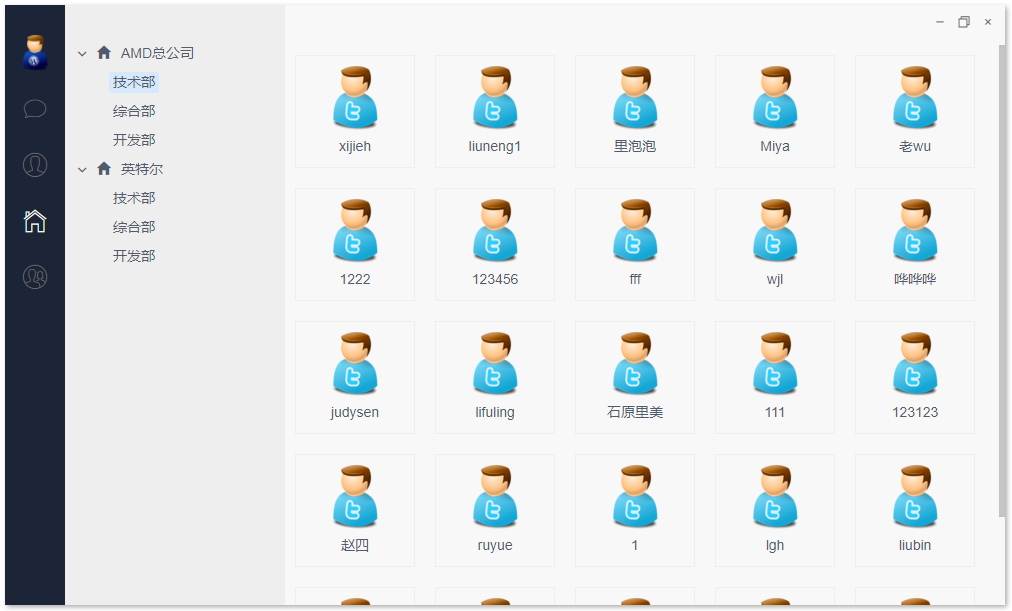 AMD总公司
技术部
综合部
开发部
英特尔
技术部
综合部
开发部
xijieh
liuneng1
里泡泡
Miya
老wu
1222
123456
fff
wjl
哗哗哗
judysen
lifuling
石原里美
111
123123
赵四
ruyue
1
lgh
liubin